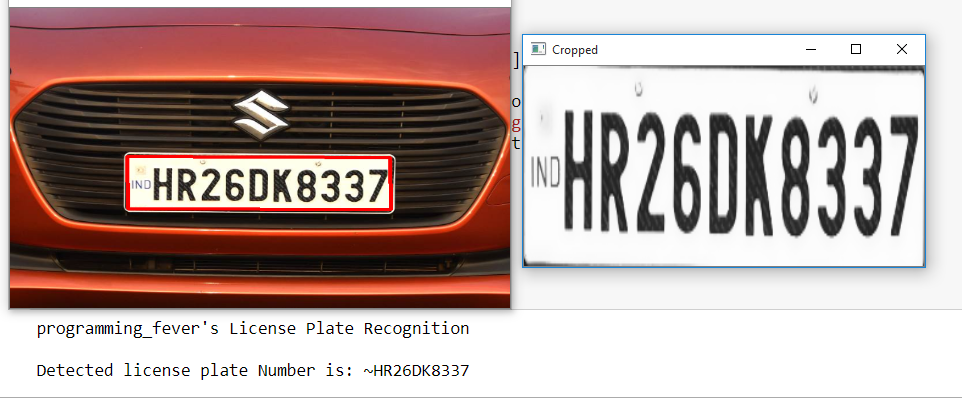 IND HR26DK8337
Cropped
]
o
g
t
IND HR26DK8337
programming_fever's License Plate Recognition
Detected license plate Number is: ~HR26DK8337